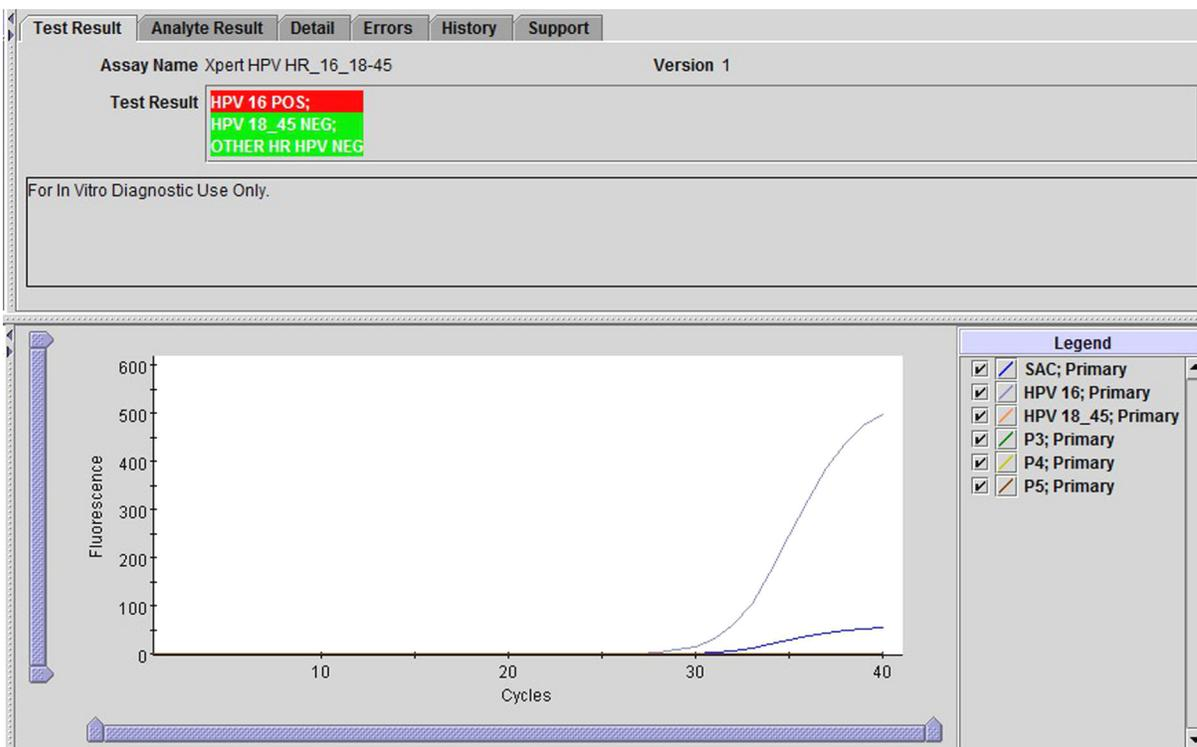 Test Result Analyte Result Detail Errors History Support
Assay Name Xpert HPV HR_16_18-45 Version 1
Test Result HPV 16 POS;
HPV 18_45 NEG;
OTHER HR HPV NEG
For In Vitro Diagnostic Use Only.
Legend
SAC; Primary
HPV 16; Primary
HPV 18_45; Primary
P3; Primary
P4; Primary
P5; Primary
600
500
400
300
200
100
0
Fluorescence
10 20 30 40
Cycles